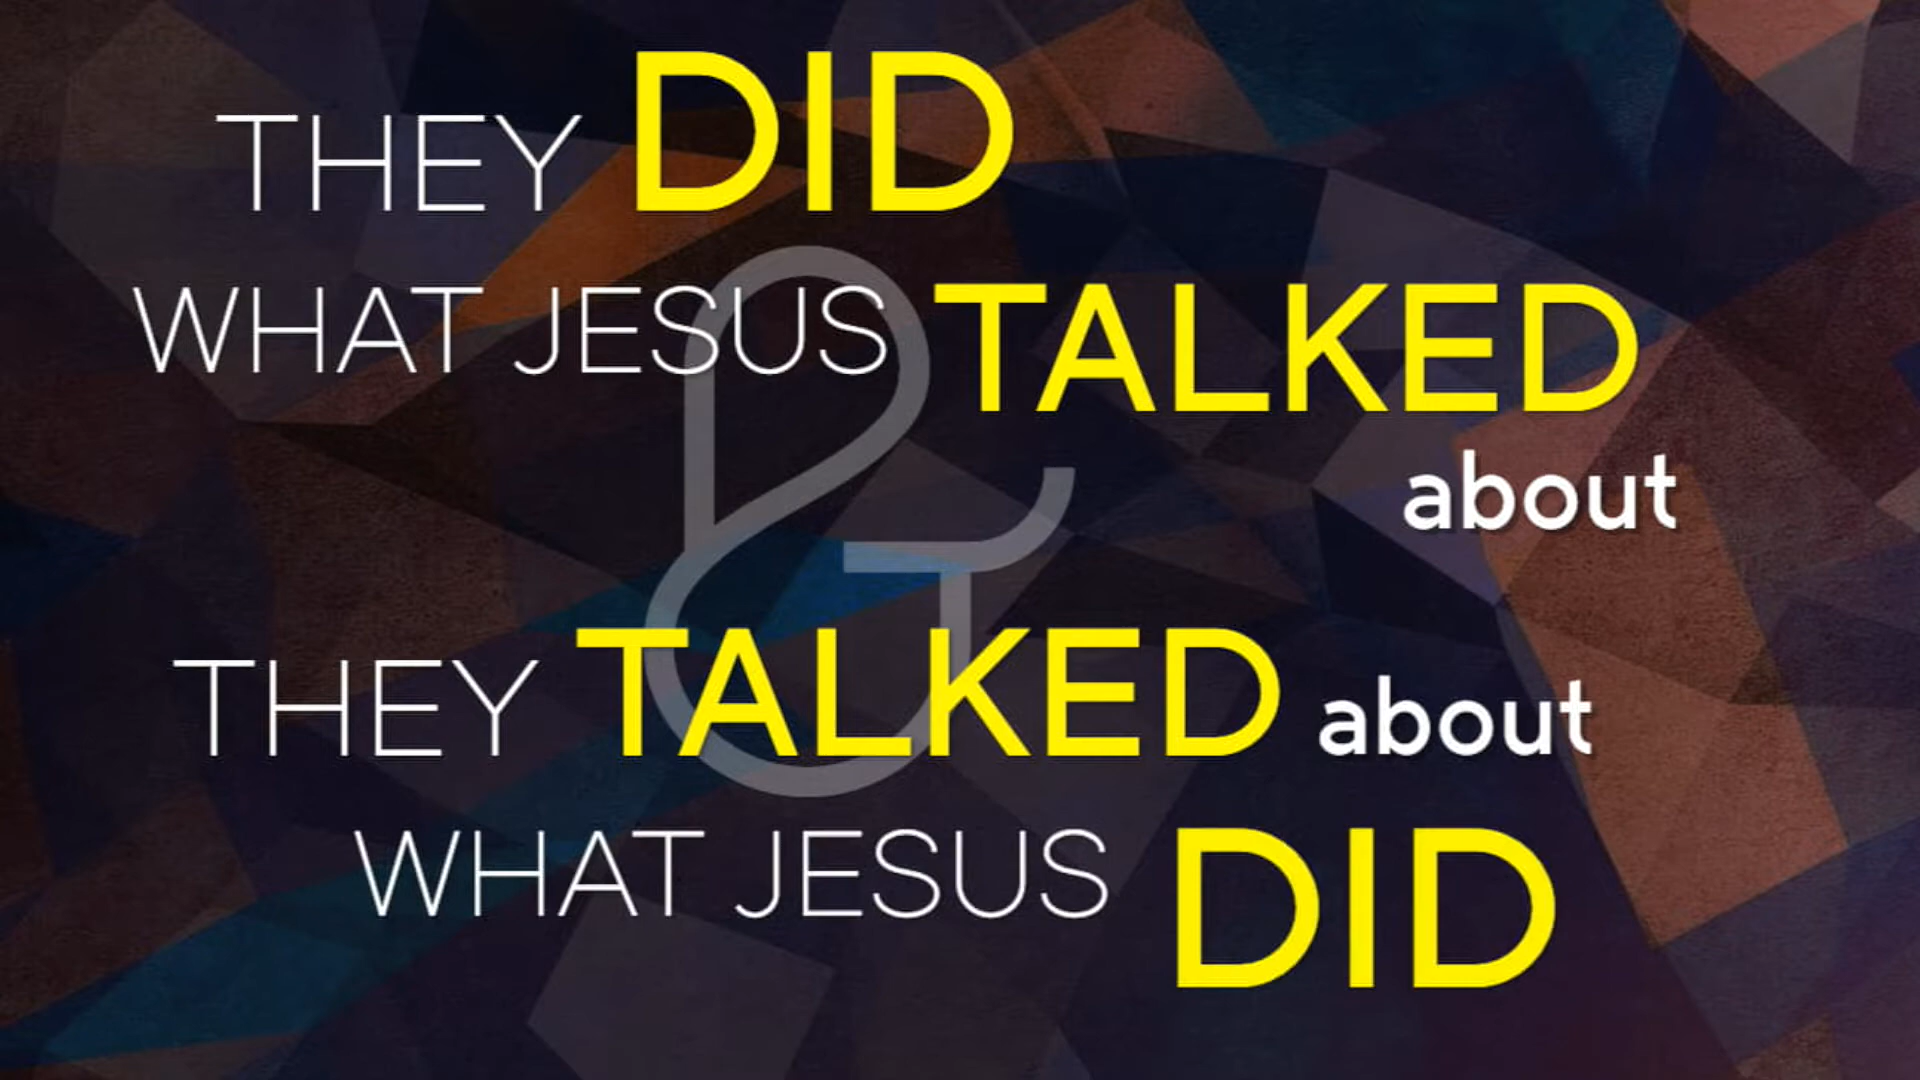 THEY DID
WHAT JESUS TALKED
about
&
THEY TALKED about
WHAT JESUS DID